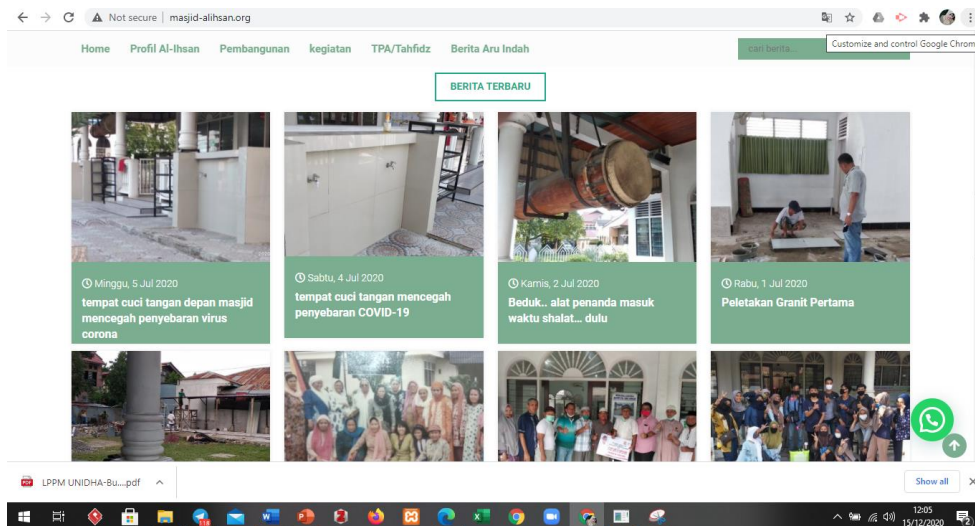 Not secure | masjid-alihsan.org
Customize and control Google Chrom
Home Profil Al-Ihsan Pembangunan kegiatan TPA/Tahfidz Berita Aru Indah
cari berita...
BERITA TERBARU
Minggu, 5 Jul 2020
tempat cuci tangan depan masjid
mencegah penyebaran virus
corona
Sabtu, 4 Jul 2020
tempat cuci tangan mencegah
penyebaran COVID-19
Kamis, 2 Jul 2020
Beduk.. alat penanda masuk
waktu shalat... dulu
Rabu, 1 Jul 2020
Peletakan Granit Pertama
LPPM UNIDHA-Bu....pdf
Show all
12:05
15/12/2020